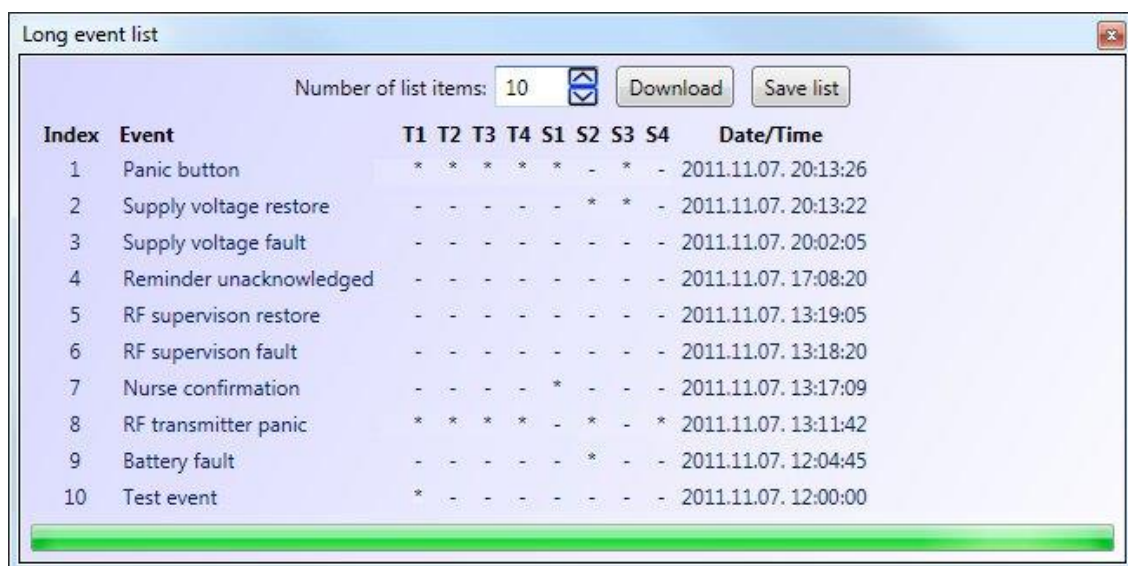 Long event list
Number of list items: 10 Download Save list
Index Event T1 T2 T3 T4 S1 S2 S3 S4 Date/Time
1 Panic button * * * * * - * - 2011.11.07. 20:13:26
2 Supply voltage restore - - - - - * * - 2011.11.07. 20:13:22
3 Supply voltage fault - - - - - - - - 2011.11.07. 20:02:05
4 Reminder unacknowledged - - - - - - - - 2011.11.07. 17:08:20
5 RF supervison restore - - - - - - - - 2011.11.07. 13:19:05
6 RF supervison fault - - - - - - - - 2011.11.07. 13:18:20
7 Nurse confirmation - - - - * - - - 2011.11.07. 13:17:09
8 RF transmitter panic * * * * - * - * 2011.11.07. 13:11:42
9 Battery fault - - - - - * - - 2011.11.07. 12:04:45
10 Test event * - - - - - - - 2011.11.07. 12:00:00